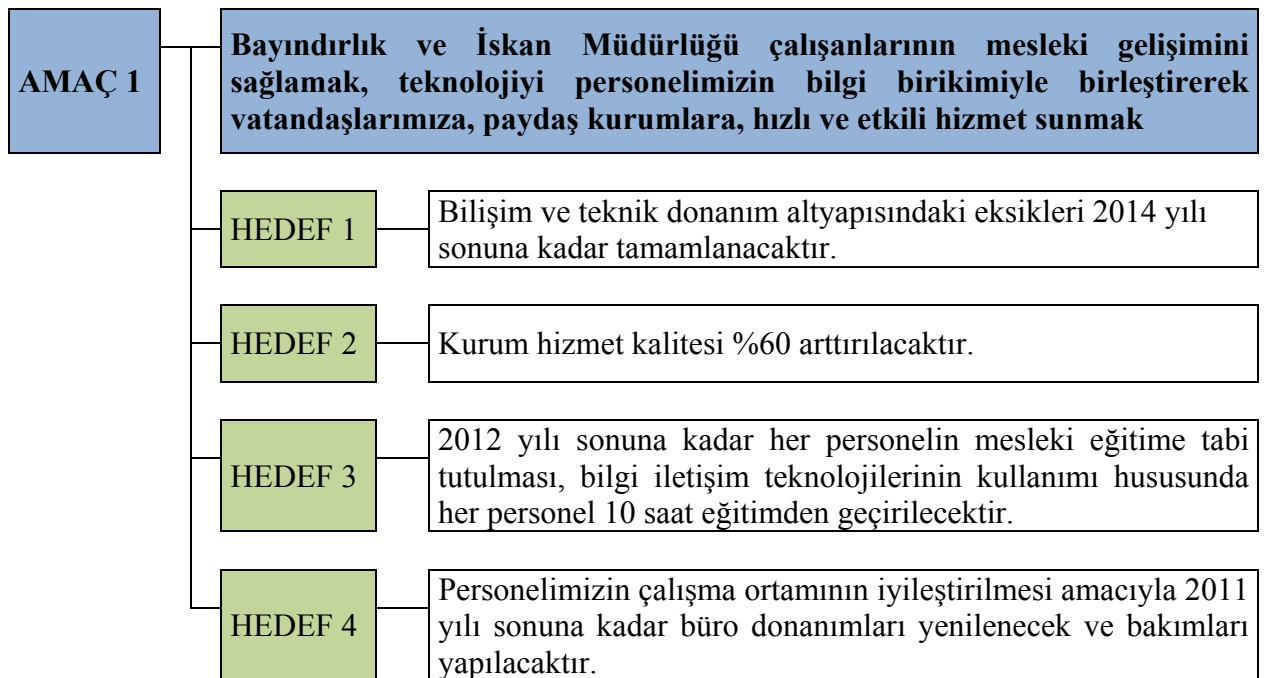 AMAÇ 1
Bayındırlık ve İskan Müdürlüğü çalışanlarının mesleki gelişimini
sağlamak, teknolojiyi personelimizin bilgi birikimiyle birleştirerek
vatandaşlarımıza, paydaş kurumlara, hızlı ve etkili hizmet sunmak
HEDEF 1
Bilişim ve teknik donanım altyapısındaki eksikleri 2014 yılı
sonuna kadar tamamlanacaktır.
HEDEF 2
Kurum hizmet kalitesi %60 arttırılacaktır.
HEDEF 3
2012 yılı sonuna kadar her personelin mesleki eğitime tabi
tutulması, bilgi iletişim teknolojilerinin kullanımı hususunda
her personel 10 saat eğitimden geçirilecektir.
HEDEF 4
Personelimizin çalışma ortamının iyileştirilmesi amacıyla 2011
yılı sonuna kadar büro donanımları yenilenecek ve bakımları
yapılacaktır.